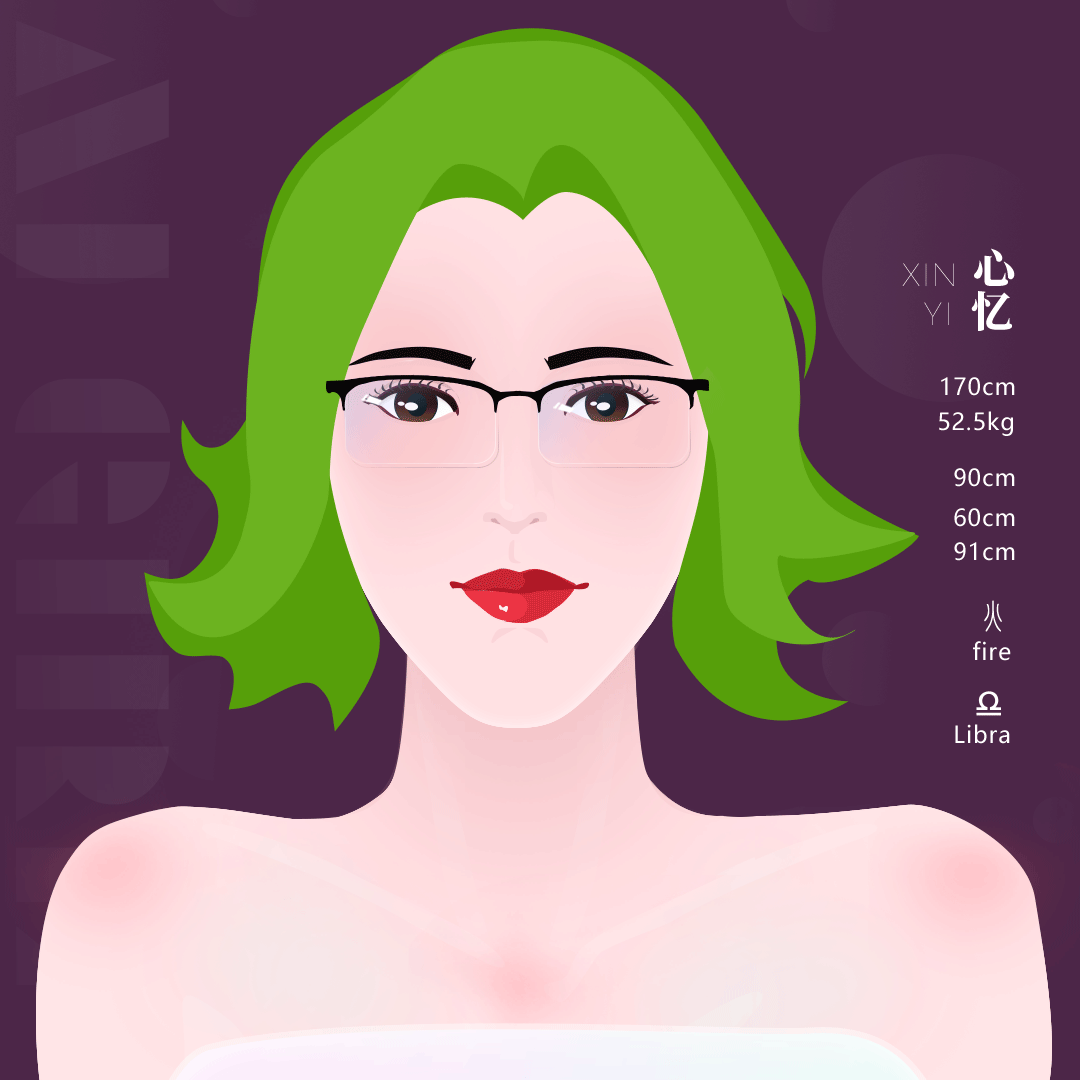 XIN 心
YI 忆
170cm
52.5kg
90cm
60cm
91cm
火
fire
♎
Libra